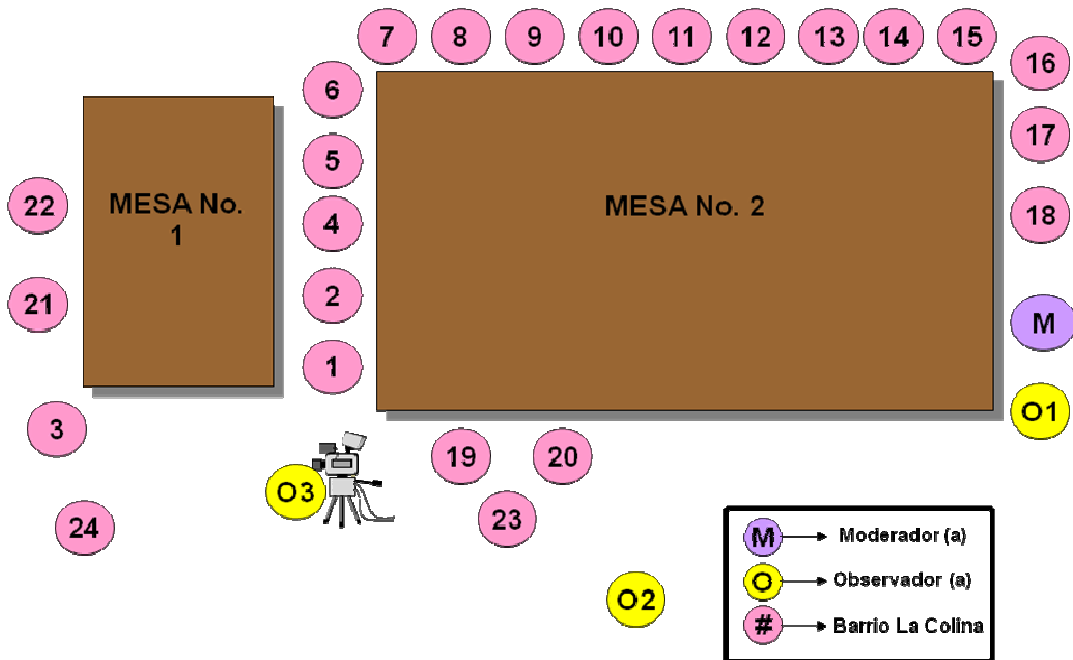 7 8 9 10 11 12 13 14 15
16
6
17
5
MESA No.
1
22
4
MESA No. 2
18
21
2
M
1
O1
3
19 20
O3
23
24
O2
M Moderador (a)
O Observador (a)
# Barrio La Colina